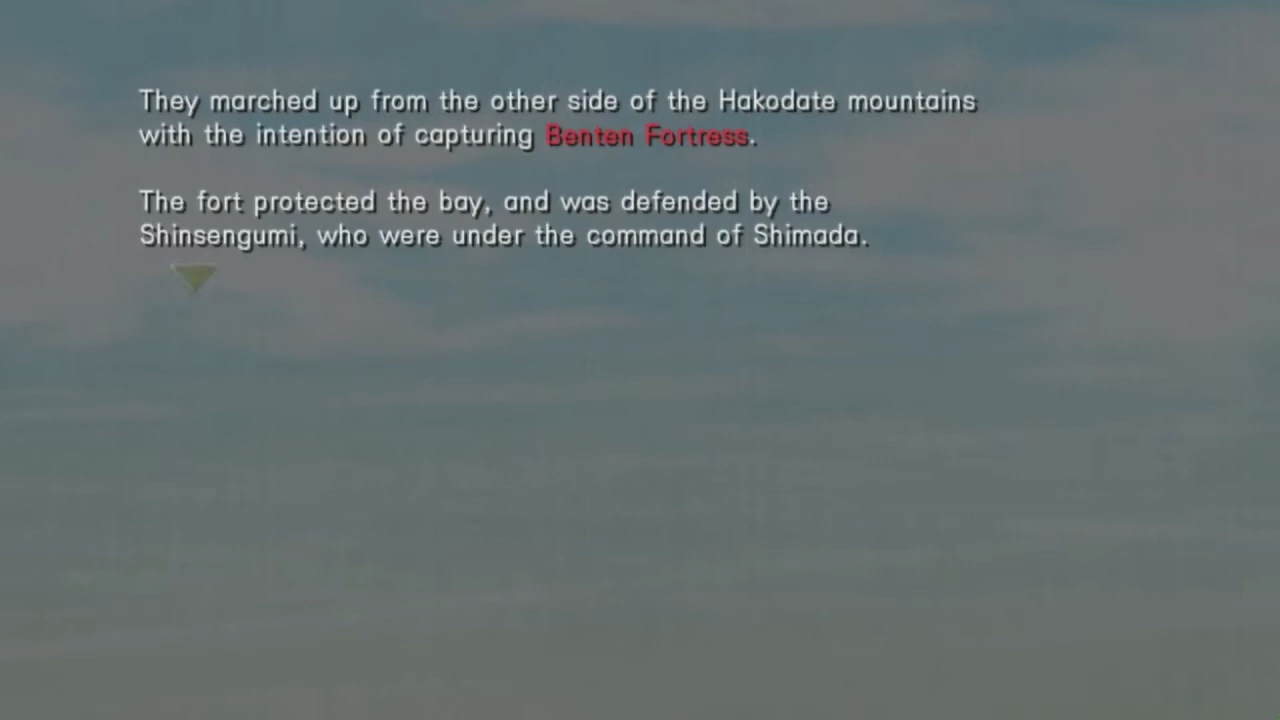 They marched up from the other side of the Hakodate mountains
with the intention of capturing Benten Fortress.
The fort protected the bay, and was defended by the
Shinsengumi, who were under the command of Shimada.